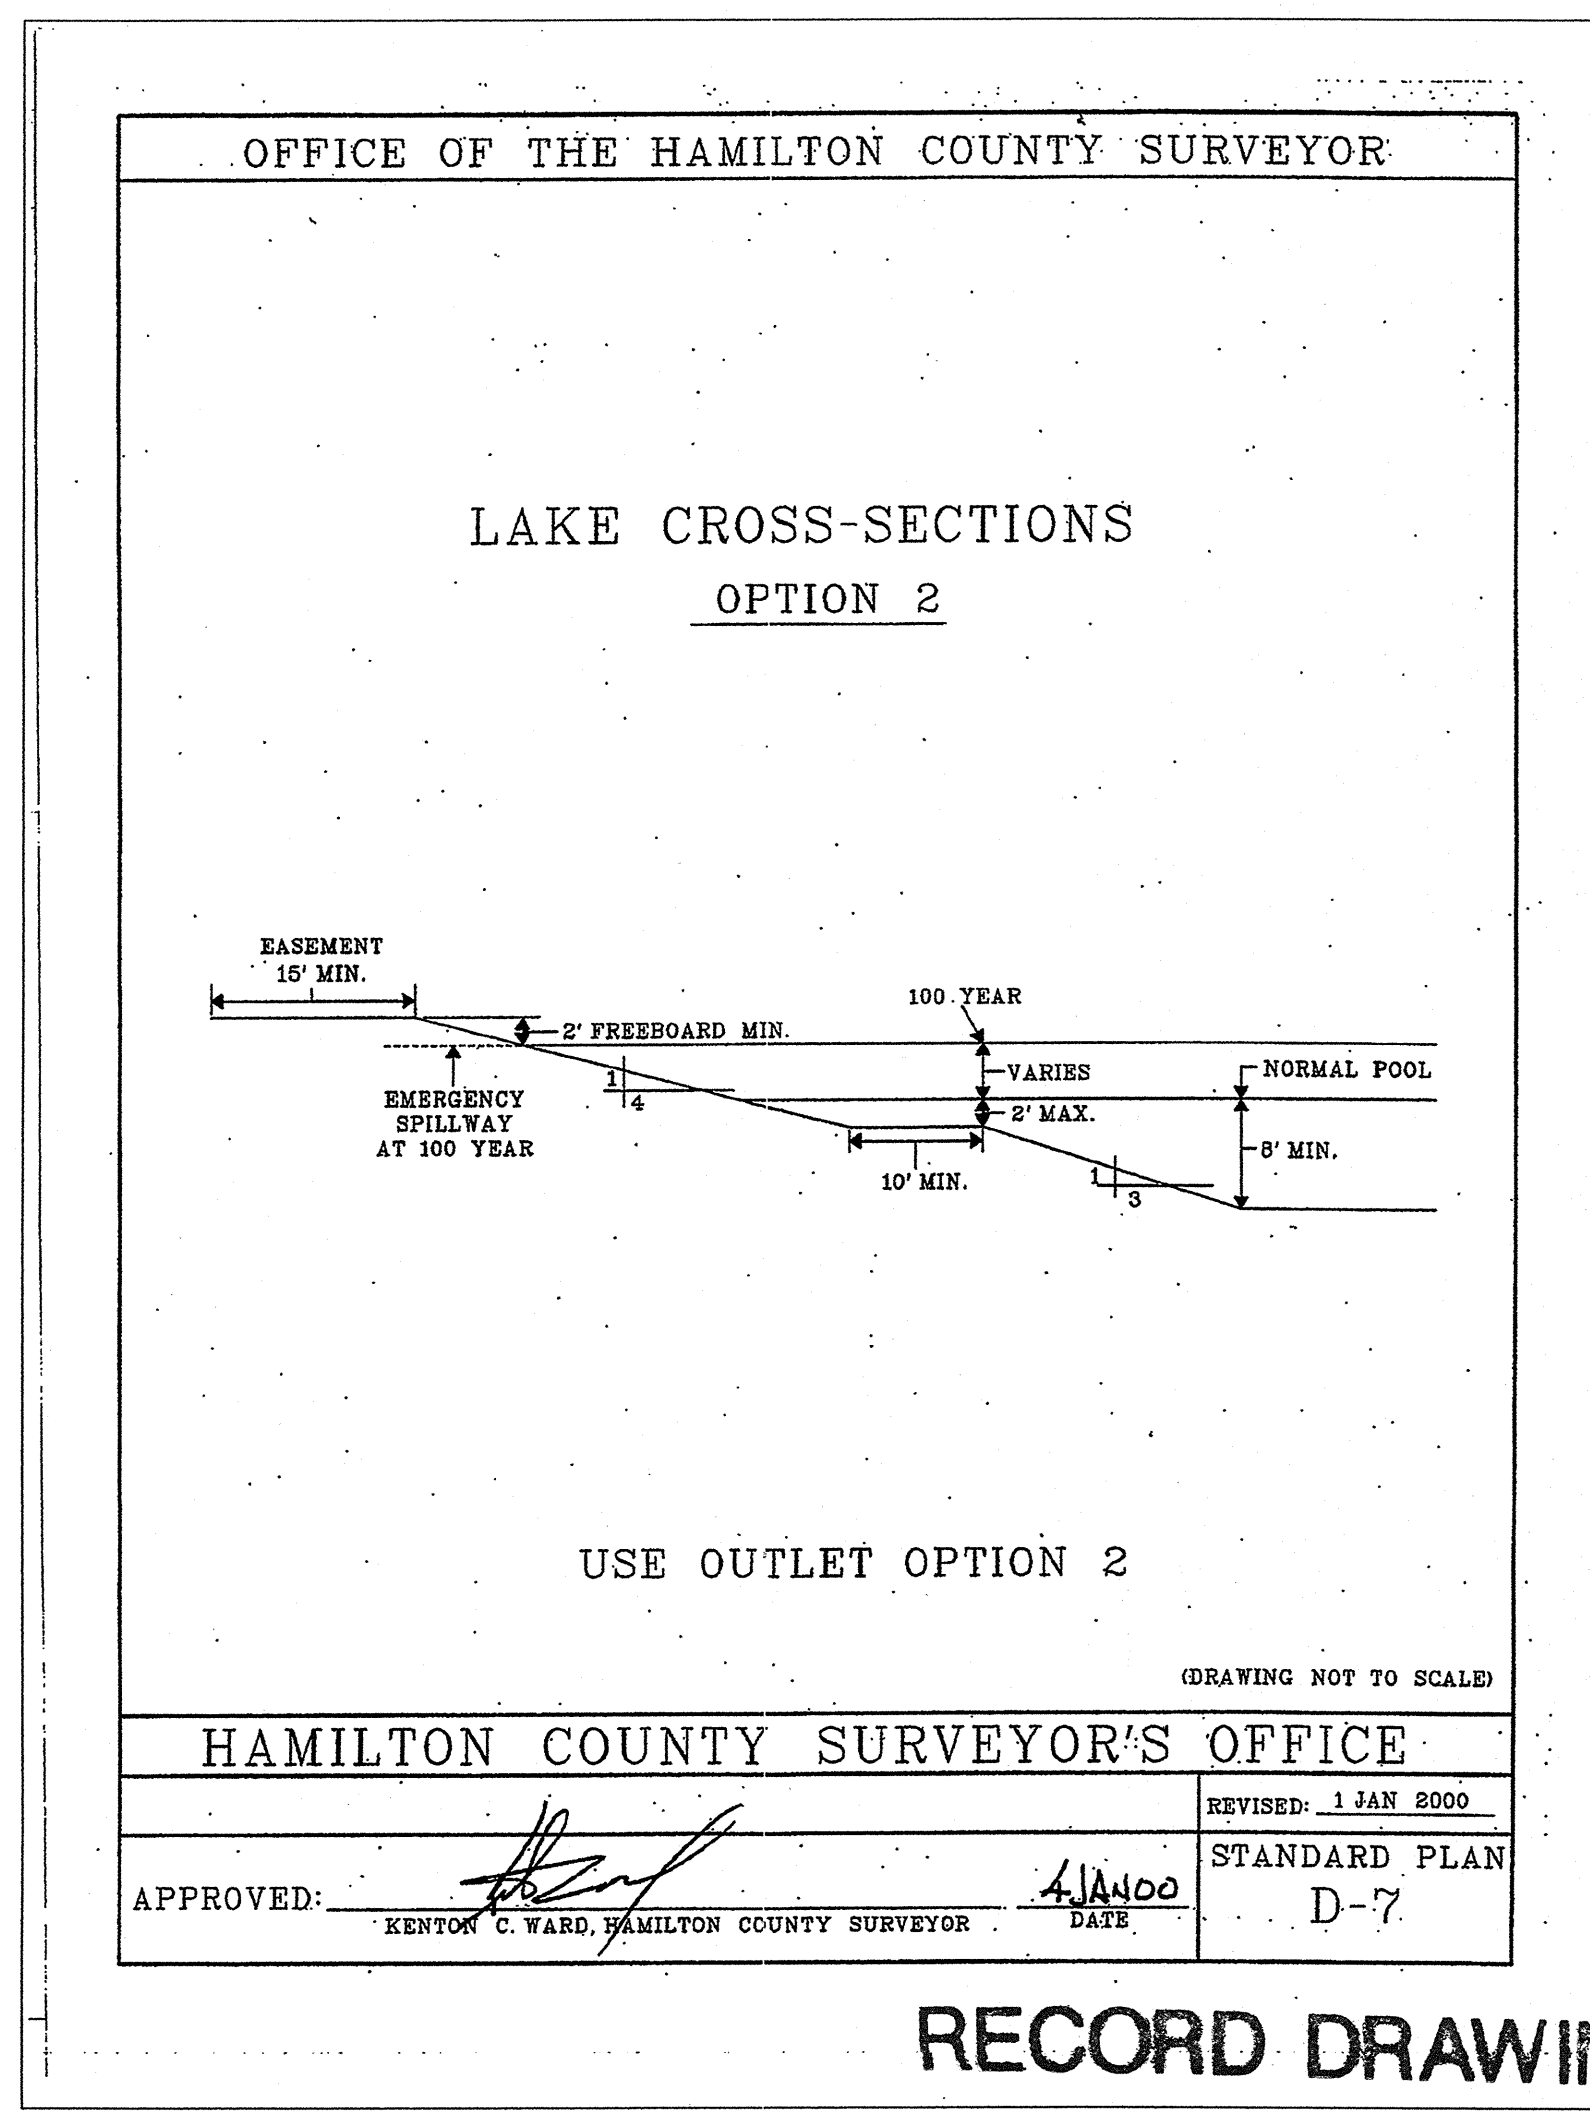 OFFICE OF THE HAMILTON COUNTY SURVEYOR
LAKE CROSS-SECTIONS
OPTION 2
EASEMENT
15' MIN.
100 YEAR
2' FREEBOARD MIN.
VARIES
NORMAL POOL
1
4
EMERGENCY
SPILLWAY
AT 100 YEAR
2' MAX.
8' MIN.
10' MIN.
1
3
USE OUTLET OPTION 2
(DRAWING NOT TO SCALE)
HAMILTON COUNTY SURVEYOR'S OFFICE
REVISED: 1 JAN 2000
STANDARD PLAN
D-7
APPROVED:
4JAN00
KENTON C. WARD, HAMILTON COUNTY SURVEYOR
DATE
RECORD DRAWIN